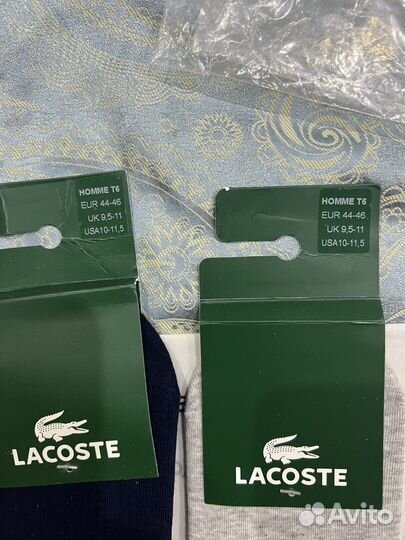 HOMME T6
EUR 44-46
UK 9,5-11
USA10-11,5
HOMME T6
EUR 44-46
UK 9,5-11
USA10-11,5
LACOSTE
LACOSTE
Avito